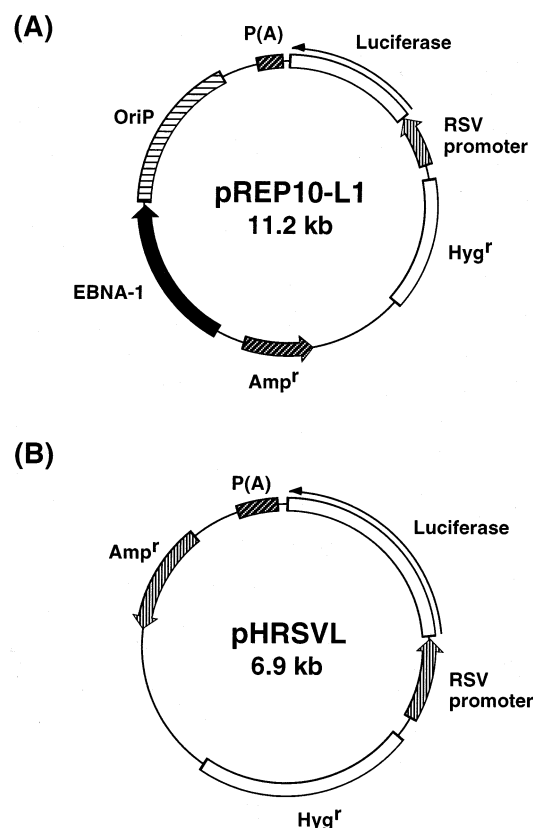 (A)
P(A)
Luciferase
OriP
RSV
promoter
pREP10-L1
11.2 kb
Hygr
EBNA-1
Ampr
(B)
P(A)
Luciferase
Ampr
pHRSVL
6.9 kb
RSV
promoter
Hygr